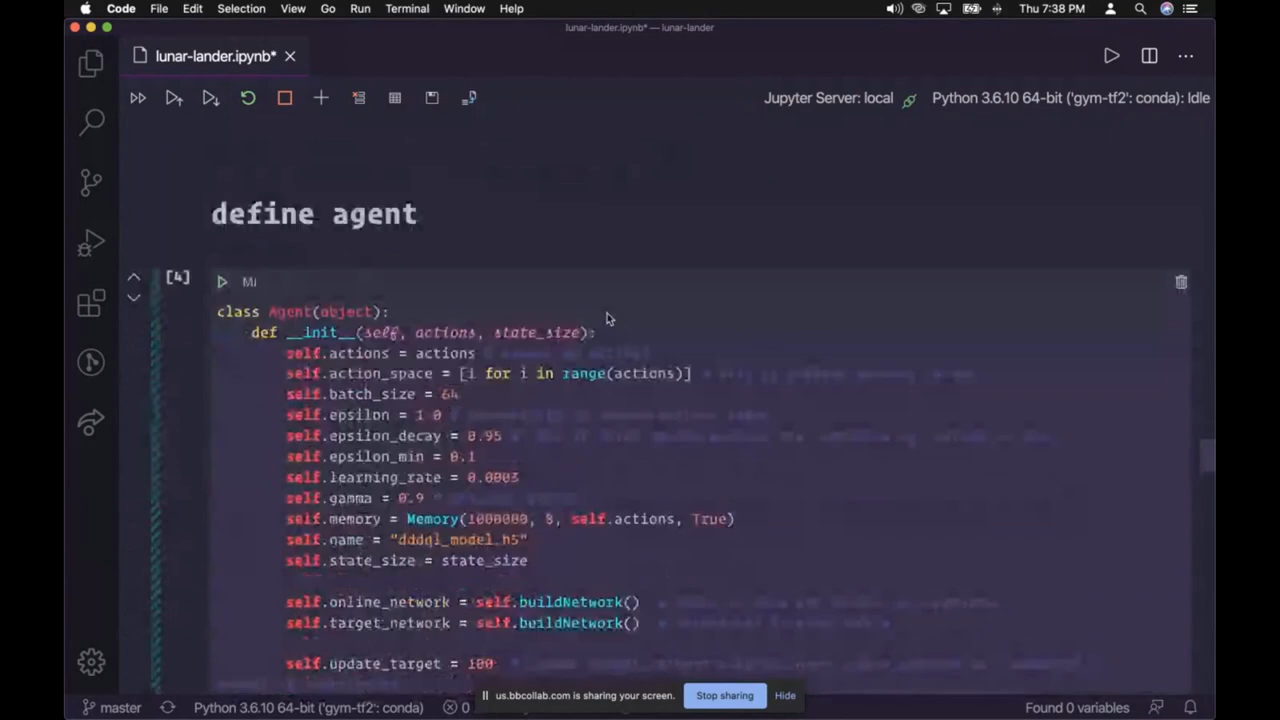 Code File Edit Selection View Go Run Terminal Window Help Thu 7:38 PM
lunar-lander.ipynb* — lunar-lander
lunar-lander.ipynb*
Jupyter Server: local Python 3.6.10 64-bit ('gym-tf2': conda): Idle
define agent
[4] M↓
class Agent(object):
def __init__(self, actions, state_size):
self.actions = actions
self.action_space = [i for i in range(actions)]
self.batch_size = 64
self.epsilon = 1.0
self.epsilon_decay = 0.95
self.epsilon_min = 0.1
self.learning_rate = 0.0003
self.gamma = 0.9
self.memory = Memory(1000000, 8, self.actions, True)
self.name = "dddql_model.h5"
self.state_size = state_size
self.online_network = self.buildNetwork()
self.target_network = self.buildNetwork()
self.update_target = 100
us.bbcollab.com is sharing your screen. Stop sharing Hide
master Python 3.6.10 64-bit ('gym-tf2': conda) 0 Found 0 variables